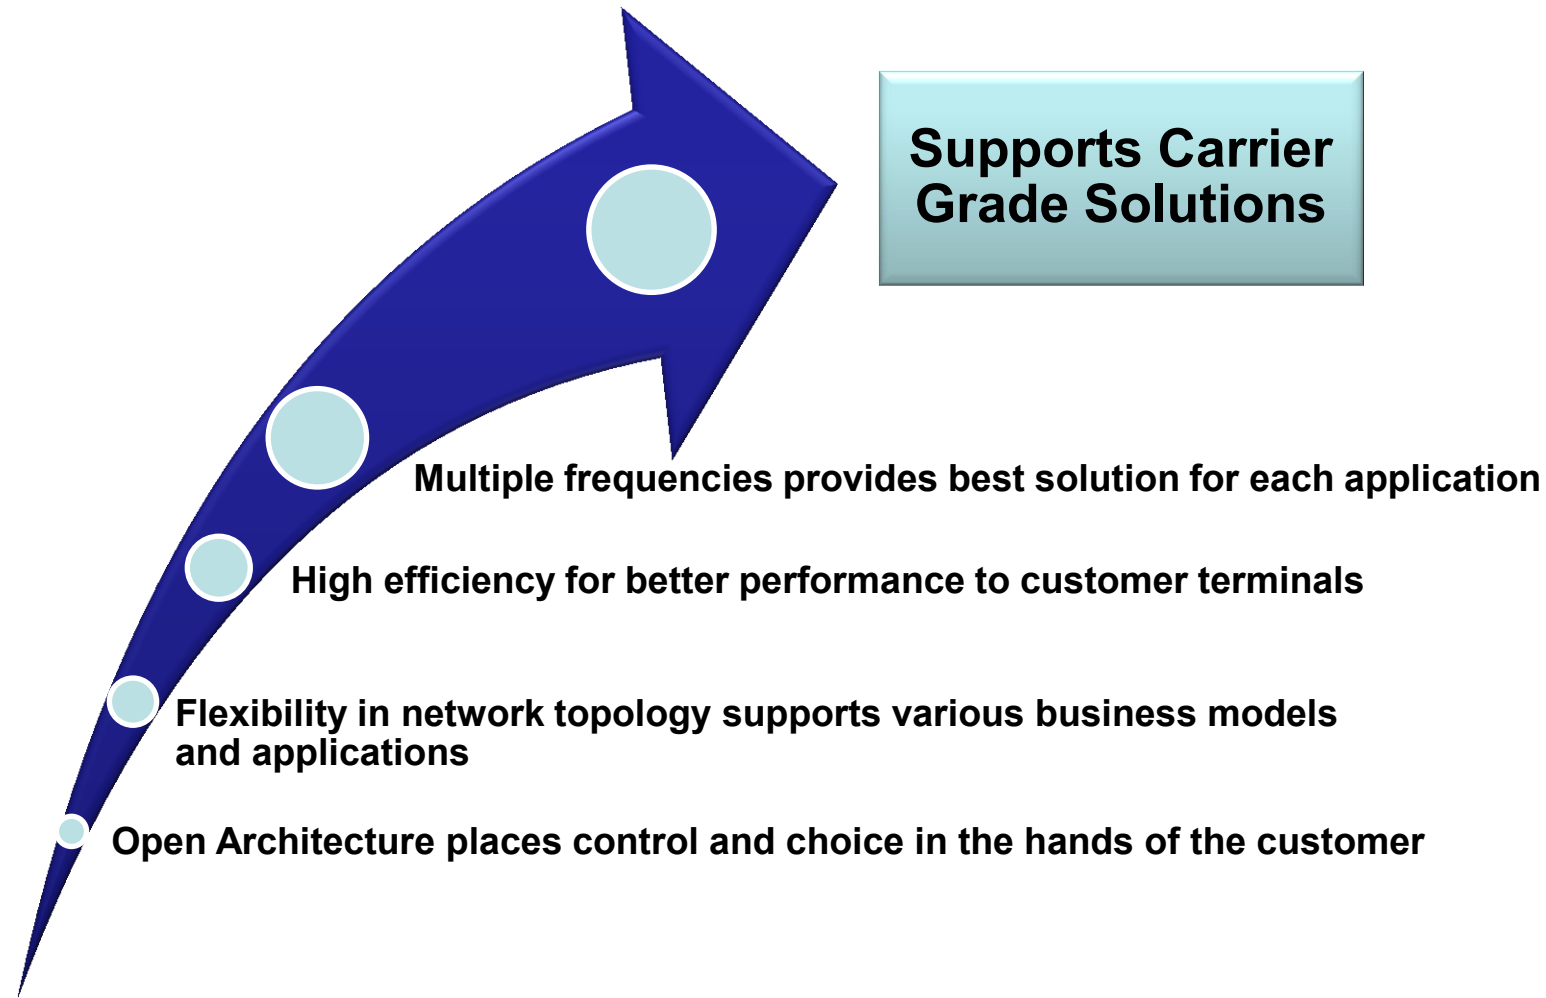 Supports Carrier
Grade Solutions
Multiple frequencies provides best solution for each application
High efficiency for better performance to customer terminals
Flexibility in network topology supports various business models
and applications
Open Architecture places control and choice in the hands of the customer